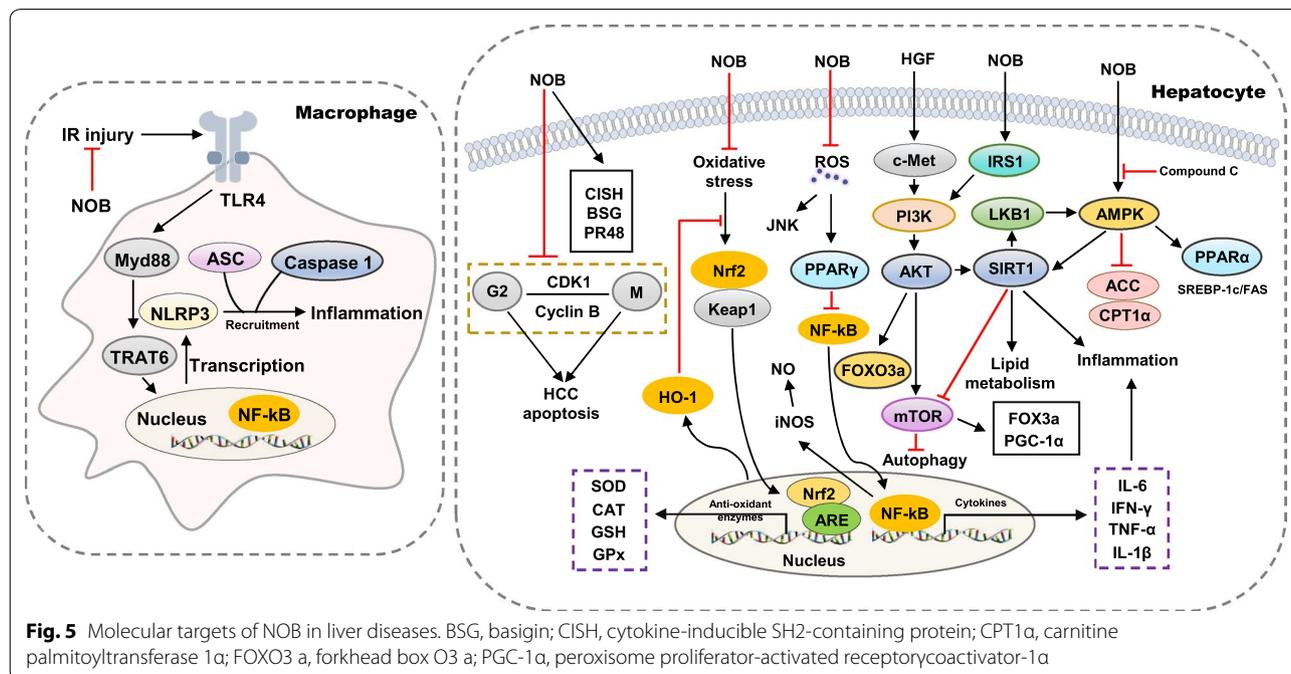 Macrophage
IR injury
NOB
TLR4
Myd88
ASC
Caspase 1
NLRP3
Recruitment
Inflammation
TRAT6
Transcription
Nucleus
NF-kB
Hepatocyte
NOB
NOB
NOB
HGF
NOB
NOB
CISH
BSG
PR48
Oxidative
stress
ROS
c-Met
IRS1
Compound C
JNK
PI3K
LKB1
AMPK
G2
CDK1
Cyclin B
M
Nrf2
Keap1
PPARγ
AKT
SIRT1
PPARα
SREBP-1c/FAS
ACC
CPT1α
NF-kB
FOXO3a
Lipid
metabolism
Inflammation
HCC
apoptosis
HO-1
NO
iNOS
mTOR
FOX3a
PGC-1α
Autophagy
SOD
CAT
GSH
GPx
Anti-oxidant
enzymes
Nrf2
ARE
NF-kB
Cytokines
Nucleus
IL-6
IFN-γ
TNF-α
IL-1β
Fig. 5 Molecular targets of NOB in liver diseases. BSG, basigin; CISH, cytokine-inducible SH2-containing protein; CPT1α, carnitine
palmitoyltransferase 1α; FOXO3 a, forkhead box O3 a; PGC-1α, peroxisome proliferator-activated receptorγcoactivator-1α